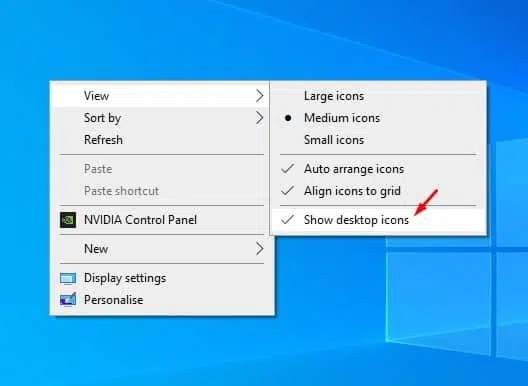 View
Sort by
Refresh
Paste
Paste shortcut
NVIDIA Control Panel
New
Display settings
Personalise
Large icons
Medium icons
Small icons
Auto arrange icons
Align icons to grid
Show desktop icons